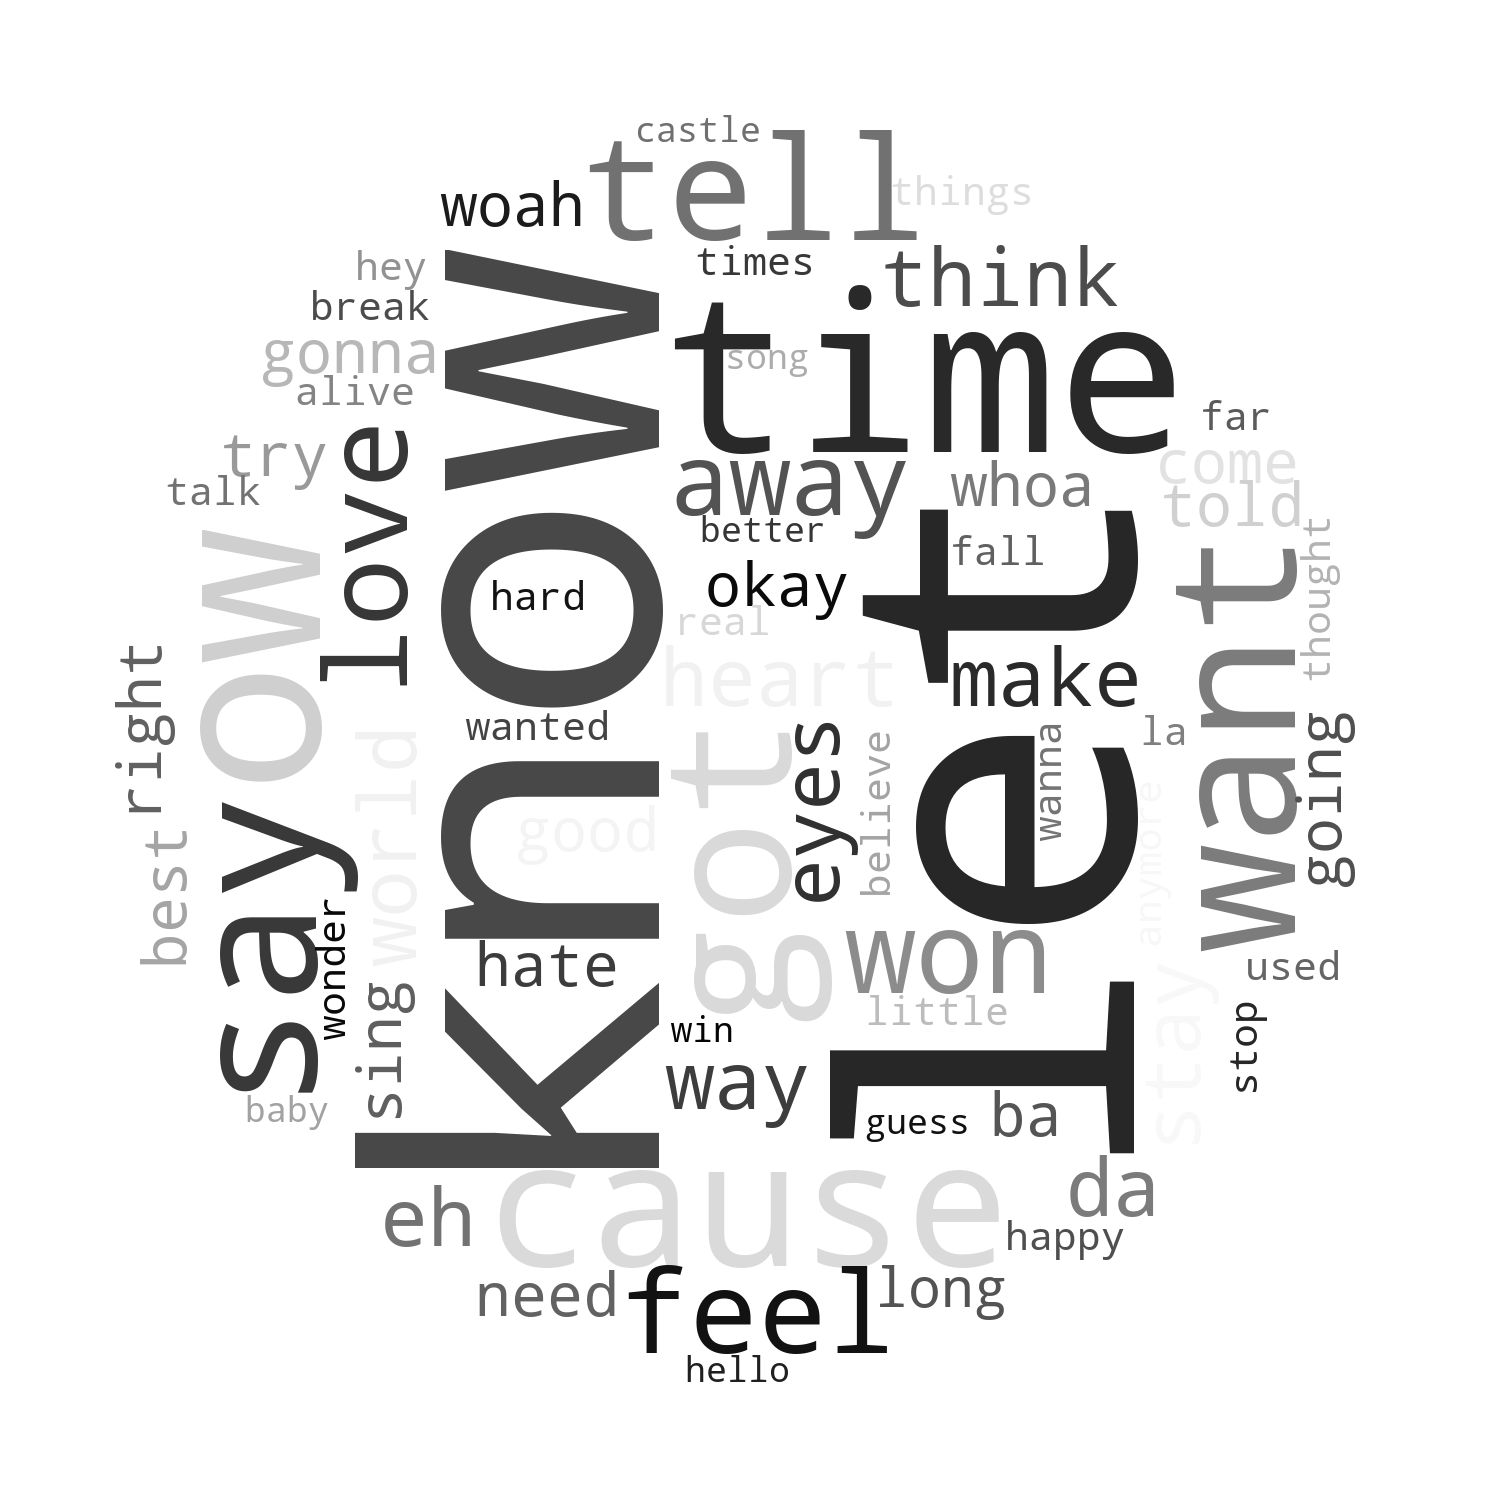 castle
tell
things
woah
hey
times
think
break
time
gonna
song
alive
far
love
know
try
away
whoa
come
talk
told
better
ow
fall
thought
hard
okay
let
want
real
right
heart
make
wanted
la
world
got
eyes
believe
wanna
going
good
anymore
best
say
wonder
hate
won
used
sing
little
stay
stop
win
way
baby
guess
ba
cause
da
eh
happy
need
feel
long
hello